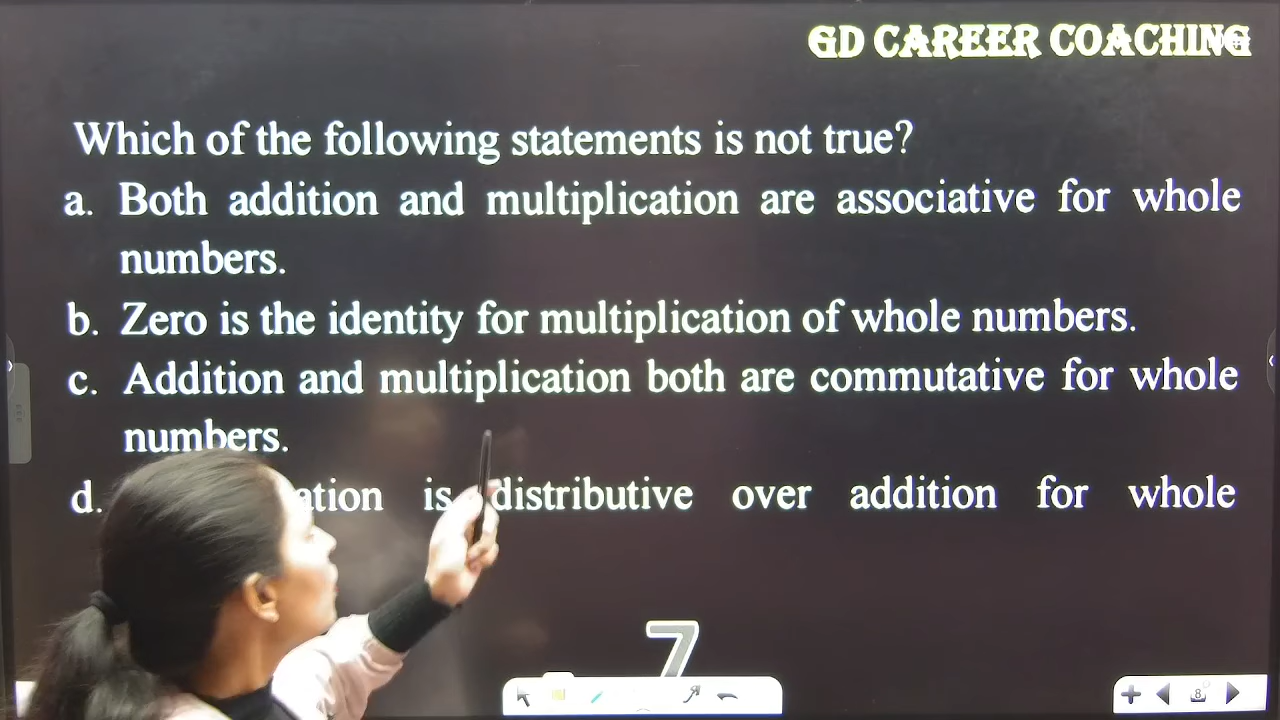 GD CAREER COACHING
Which of the following statements is not true?
a. Both addition and multiplication are associative for whole
numbers.
b. Zero is the identity for multiplication of whole numbers.
c. Addition and multiplication both are commutative for whole
numbers.
d. is distributive over addition for whole
7
8